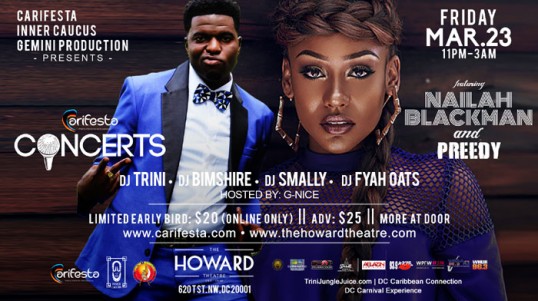 CARIFESTA
INNER CAUCUS
GEMINI PRODUCTION
- PRESENTS -
FRIDAY
MAR.23
11PM-3AM
Carifesta
CONCERTS
featuring
NAILAH
BLACKMAN
and
PREEDY
DJ TRINI • DJ BIMSHIRE • DJ SMALLY • DJ FYAH OATS
HOSTED BY: G-NICE
LIMITED EARLY BIRD: $20 (ONLINE ONLY) || ADV: $25 || MORE AT DOOR
www.carifesta.com • www.thehowardtheatre.com
Carifesta
THE
HOWARD
THEATRE
620 T ST. NW, DC 20001
TriniJungleJuice.com | DC Caribbean Connection
DC Carnival Experience